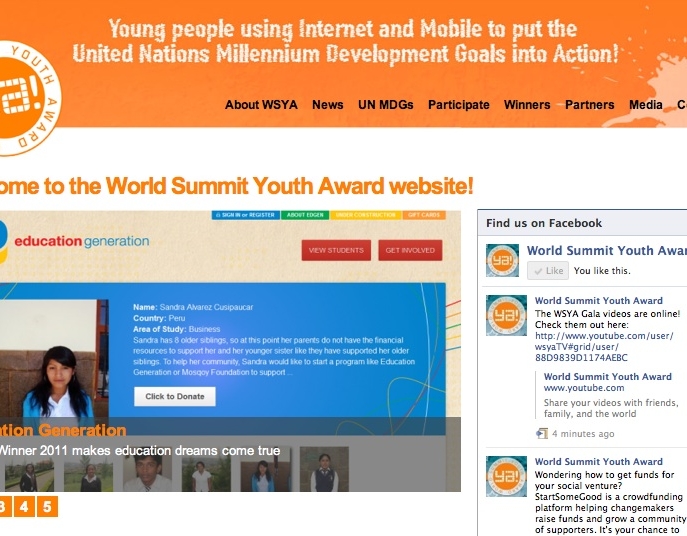 Young people using Internet and Mobile to put the
United Nations Millennium Development Goals into Action!
YOUTH AWARD
ya!
About WSYA News UN MDGs Participate Winners Partners Media C
ome to the World Summit Youth Award website!
SIGN IN or REGISTER ABOUT EDGEN UNDER CONSTRUCTION GIFT CARDS
education generation
VIEW STUDENTS GET INVOLVED
Name: Sandra Alvarez Cusipaucar
Country: Peru
Area of Study: Business
Sandra has 8 older siblings, so at this point her parents do not have the financial
resources to support her and her younger sister like they have supported her older
siblings. To help her community, Sandra would like to start a program like Education
Generation or Mosqoy Foundation to support ...
Click to Donate
tion Generation
Winner 2011 makes education dreams come true
3 4 5
Find us on Facebook
ya!
World Summit Youth Awar
Like You like this.
ya!
World Summit Youth Award
The WSYA Gala videos are online!
Check them out here:
http://www.youtube.com/user/
wsyaTV#grid/user/
88D9839D1174AEBC
World Summit Youth Award
www.youtube.com
Share your videos with friends,
family, and the world
4 minutes ago
ya!
World Summit Youth Award
Wondering how to get funds for
your social venture?
StartSomeGood is a crowdfunding
platform helping changemakers
raise funds and grow a community
of supporters. It's your chance to